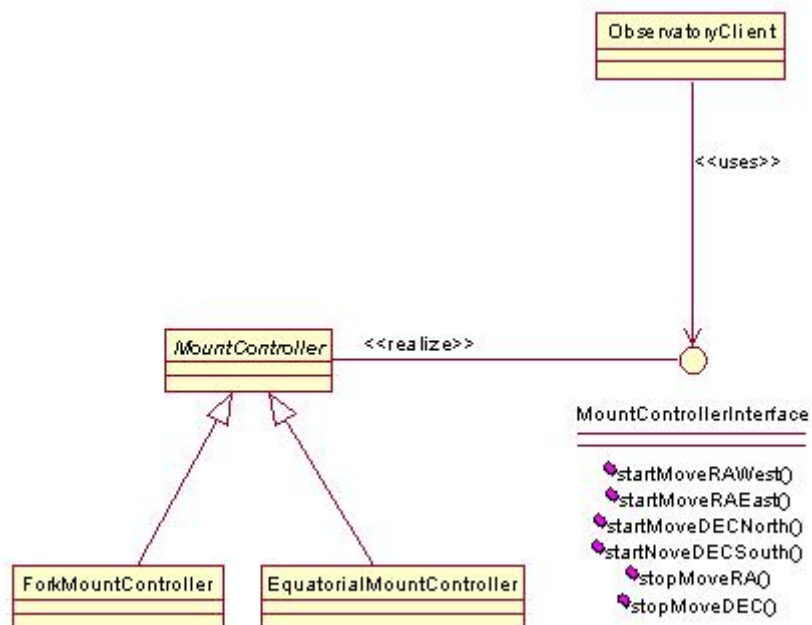 ObservatoryClient
<<uses>>
MountController
<<realize>>
MountControllerInterface
startMoveRAWest()
startMoveRAEast()
startMoveDECNorth()
startNoveDECSouth()
stopMoveRA()
stopMoveDEC()
ForkMountController
EquatorialMountController